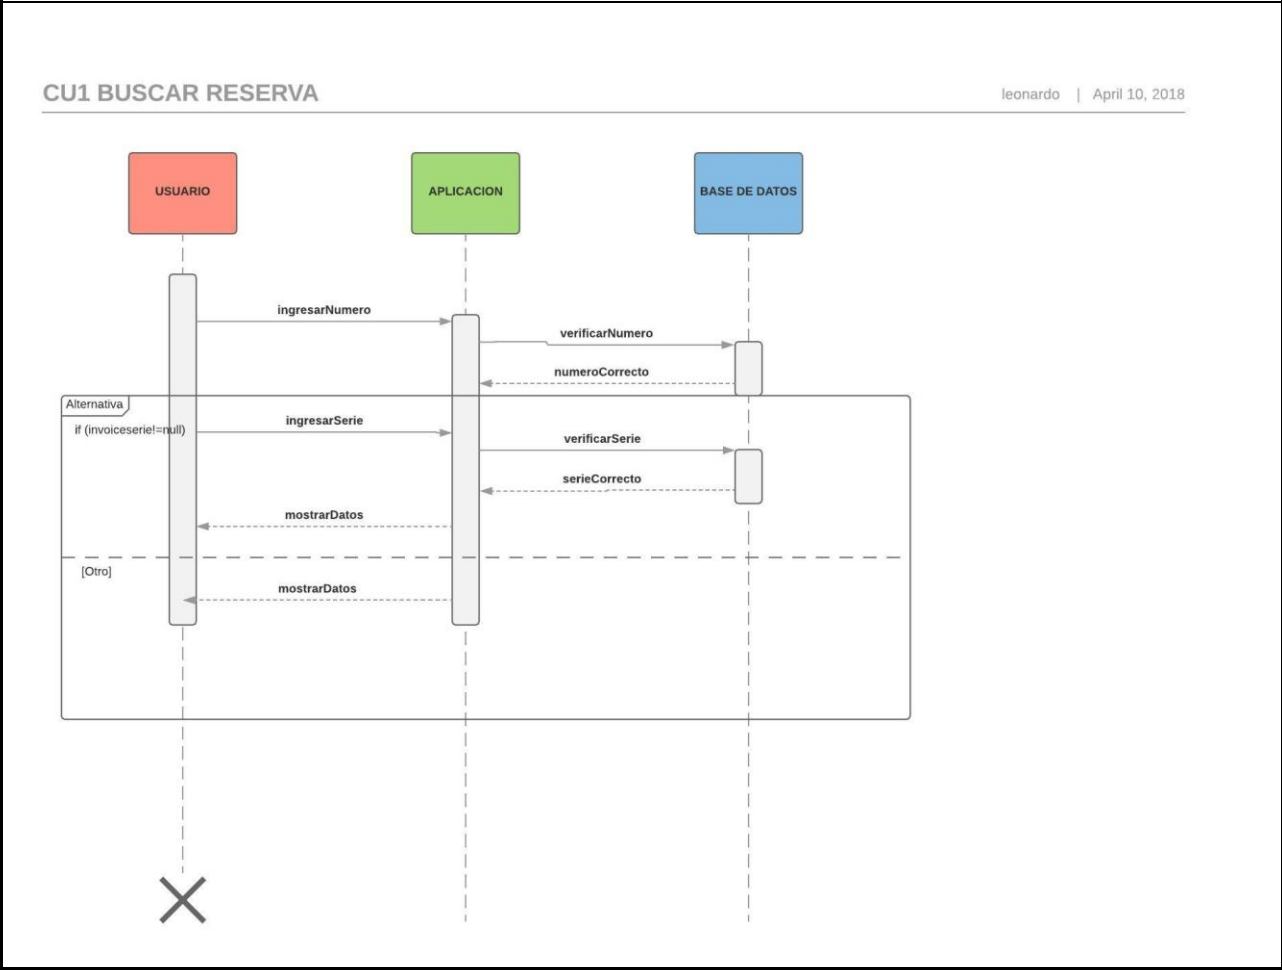 CU1 BUSCAR RESERVA
leonardo | April 10, 2018
USUARIO
APLICACION
BASE DE DATOS
ingresarNumero
verificarNumero
numeroCorrecto
Alternativa
if (invoiceserie!=null)
ingresarSerie
verificarSerie
serieCorrecto
mostrarDatos
[Otro]
mostrarDatos